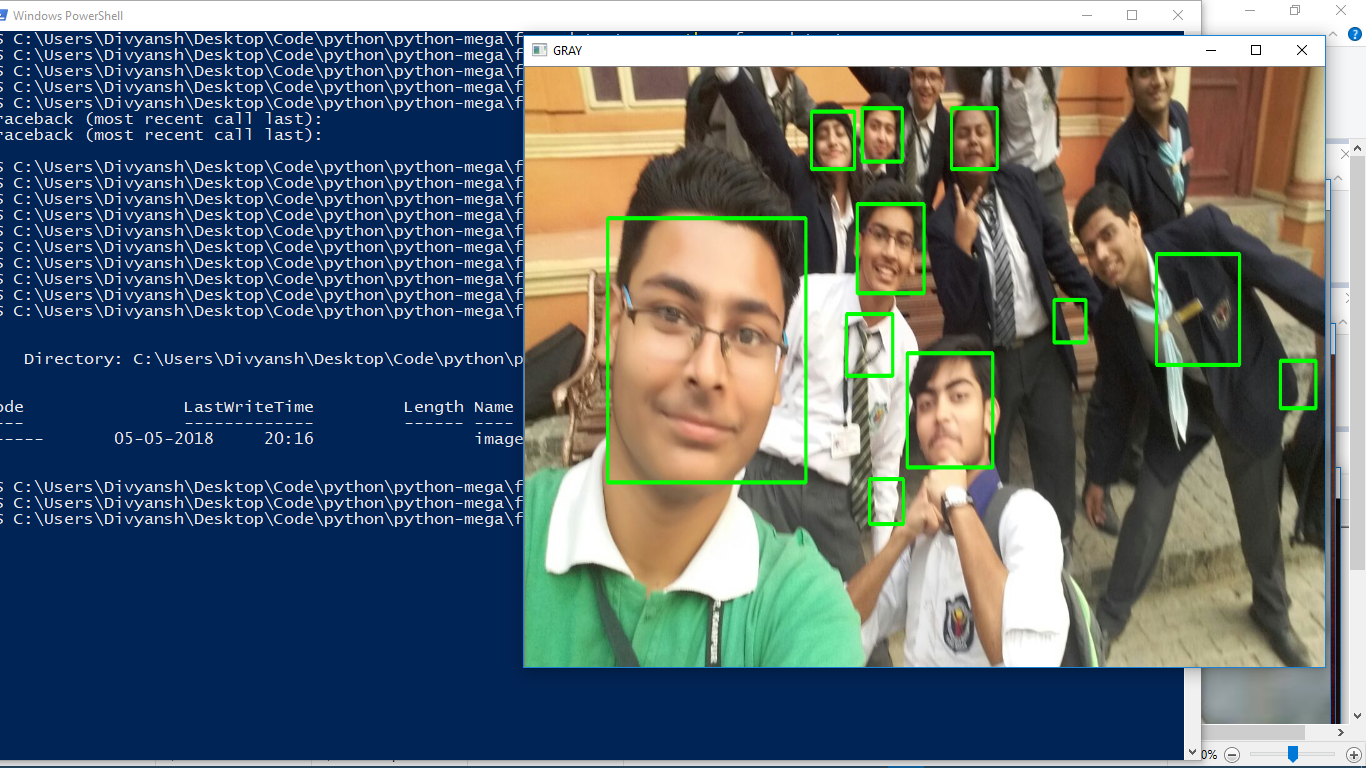 Windows PowerShell
GRAY
S C:\Users\Divyansh\Desktop\Code\python\python-mega\f
S C:\Users\Divyansh\Desktop\Code\python\python-mega\f
S C:\Users\Divyansh\Desktop\Code\python\python-mega\f
S C:\Users\Divyansh\Desktop\Code\python\python-mega\f
S C:\Users\Divyansh\Desktop\Code\python\python-mega\f
raceback (most recent call last):
raceback (most recent call last):
S C:\Users\Divyansh\Desktop\Code\python\python-mega\f
S C:\Users\Divyansh\Desktop\Code\python\python-mega\f
S C:\Users\Divyansh\Desktop\Code\python\python-mega\f
S C:\Users\Divyansh\Desktop\Code\python\python-mega\f
S C:\Users\Divyansh\Desktop\Code\python\python-mega\f
S C:\Users\Divyansh\Desktop\Code\python\python-mega\f
S C:\Users\Divyansh\Desktop\Code\python\python-mega\f
S C:\Users\Divyansh\Desktop\Code\python\python-mega\f
S C:\Users\Divyansh\Desktop\Code\python\python-mega\f
S C:\Users\Divyansh\Desktop\Code\python\python-mega\f
Directory: C:\Users\Divyansh\Desktop\Code\python\p
ode LastWriteTime Length Name
---- ------------- ------ ----
----- 05-05-2018 20:16 image
S C:\Users\Divyansh\Desktop\Code\python\python-mega\f
S C:\Users\Divyansh\Desktop\Code\python\python-mega\f
S C:\Users\Divyansh\Desktop\Code\python\python-mega\f
0%